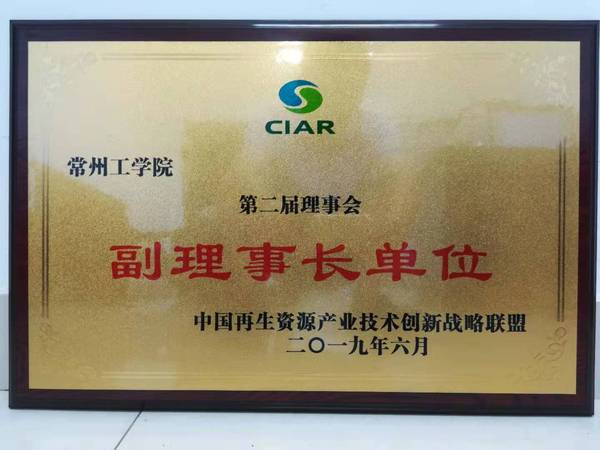 CIAR
常州工学院
第二届理事会
副理事长单位
中国再生资源产业技术创新战略联盟
二〇一九年六月